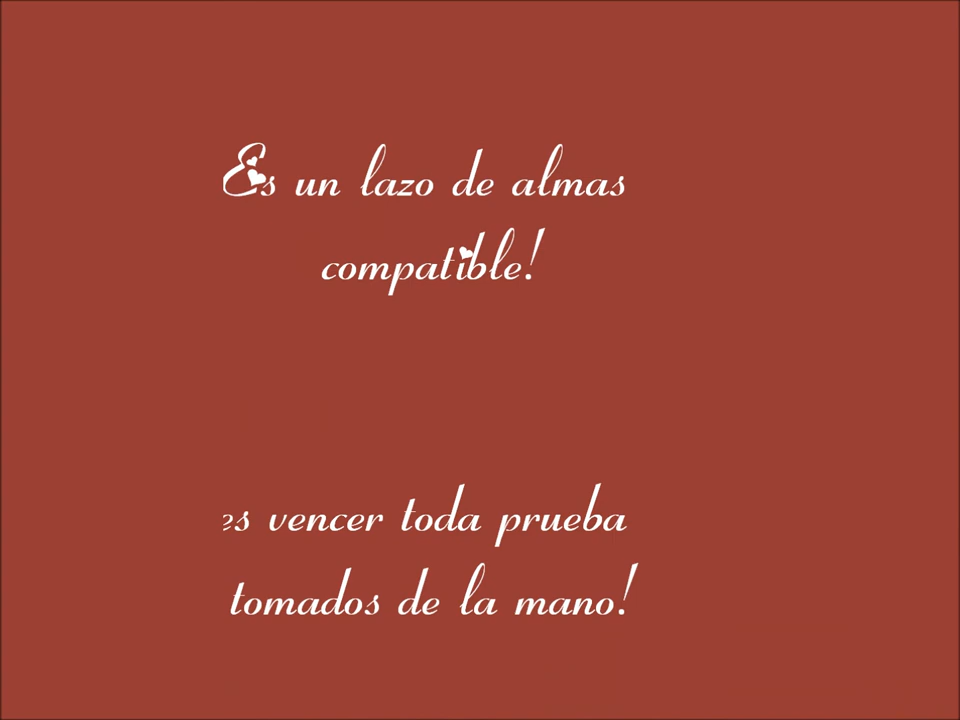 Es un lazo de almas
compatible!
es vencer toda prueba
tomados de la mano!